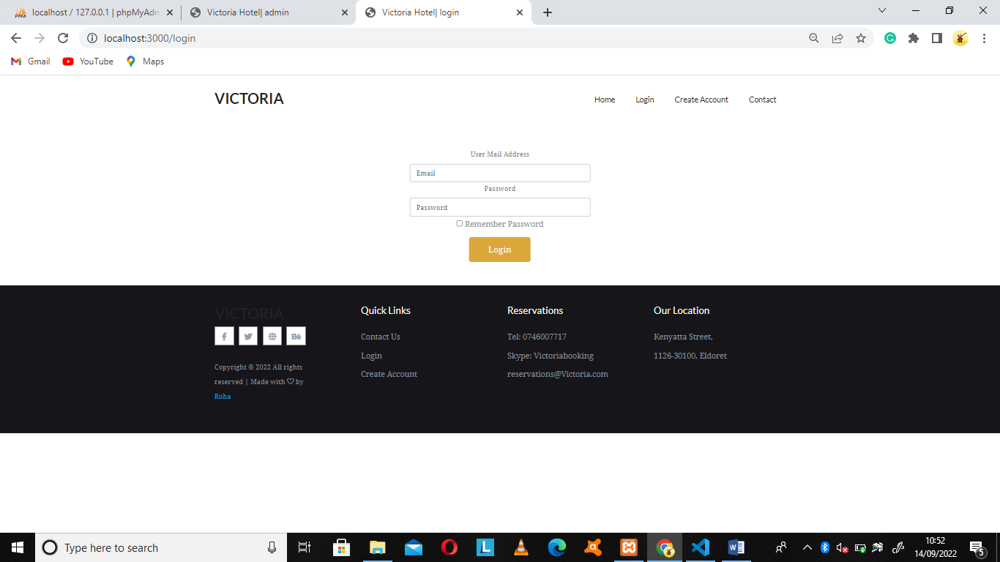 localhost / 127.0.0.1 | phpMyAdm
Victoria Hotel| admin
Victoria Hotel| login
localhost:3000/login
Gmail
YouTube
Maps
VICTORIA
Home
Login
Create Account
Contact
User Mail Address
Email
Password
Password
Remember Password
Login
VICTORIA
Copyright © 2022 All rights
reserved | Made with ♡ by
Roha
Quick Links
Contact Us
Login
Create Account
Reservations
Tel: 0746007717
Skype: Victoriabooking
reservations@Victoria.com
Our Location
Kenyatta Street,
1126-30100, Eldoret
Type here to search
10:52
14/09/2022
5